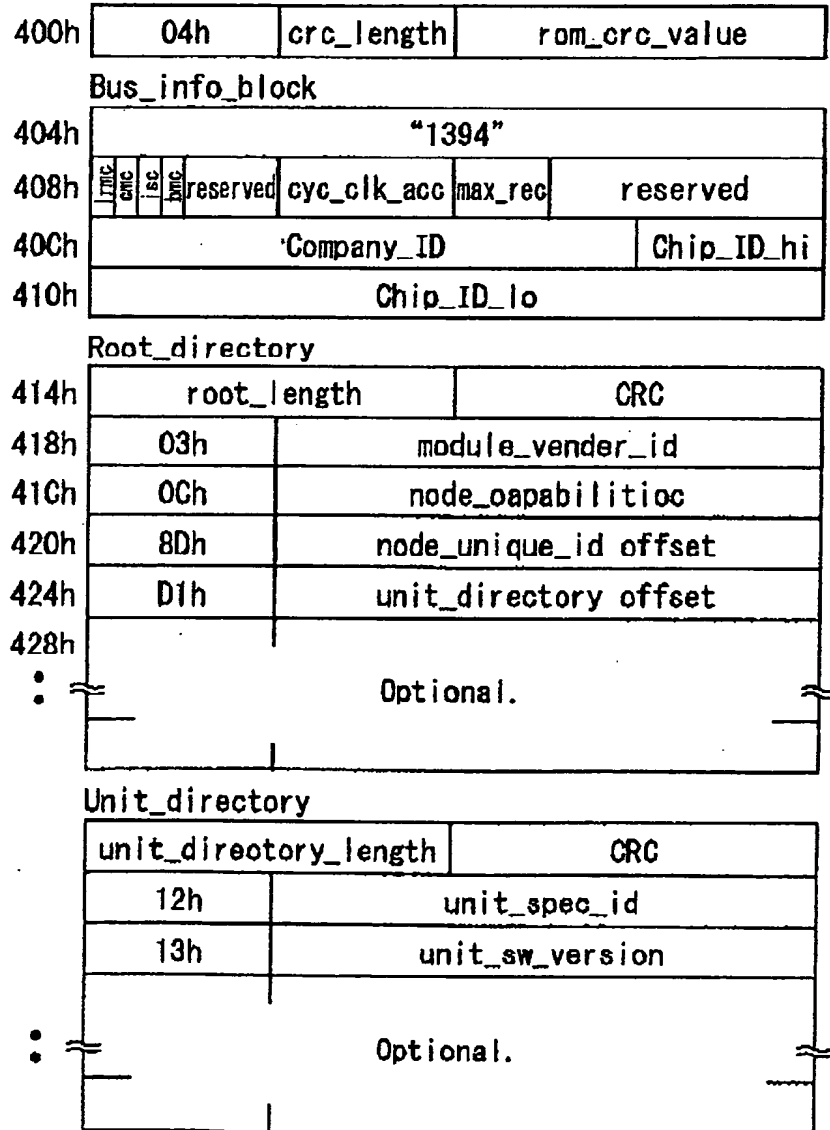 400h 04h crc_length rom_crc_value
Bus_info_block
404h “1394”
408h irmc cmc isc bmc reserved cyc_clk_acc max_rec reserved
40Ch Company_ID Chip_ID_hi
410h Chip_ID_lo
Root_directory
414h root_length CRC
418h 03h module_vender_id
41Ch 0Ch node_capabilities
420h 8Dh node_unique_id offset
424h D1h unit_directory offset
428h
Optional.
Unit_directory
unit_directory_length CRC
12h unit_spec_id
13h unit_sw_version
Optional.